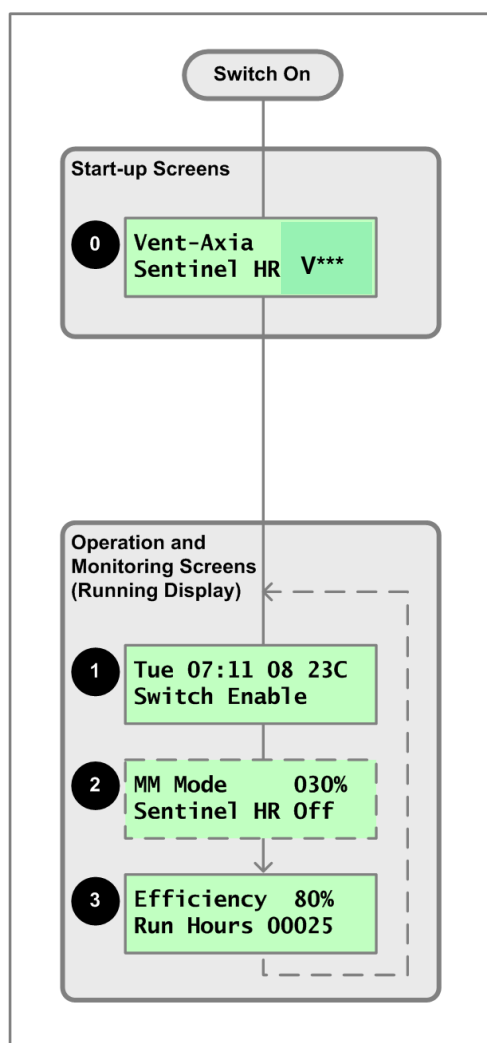 Switch On
Start-up Screens
0
Vent-Axia
Sentinel HR V***
Operation and
Monitoring Screens
(Running Display)
1
Tue 07:11 08 23C
Switch Enable
2
MM Mode 030%
Sentinel HR Off
3
Efficiency 80%
Run Hours 00025